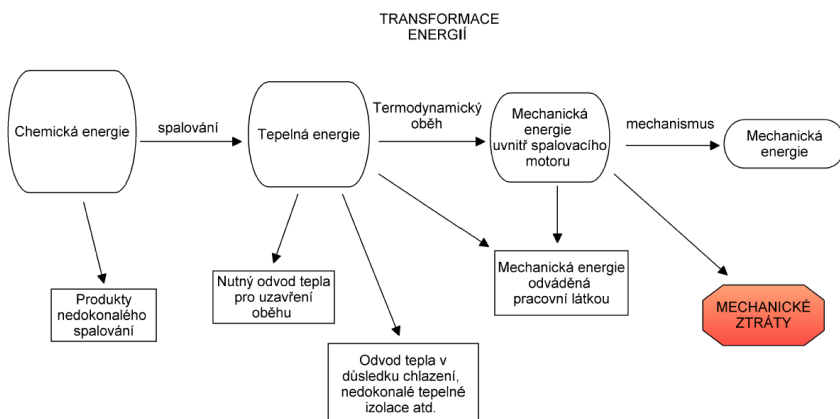 TRANSFORMACE
ENERGIÍ
Chemická energie
spalování
Tepelná energie
Termodynamický
oběh
Mechanická
energie
uvnitř spalovacího
motoru
mechanismus
Mechanická
energie
Produkty
nedokonalého
spalování
Nutný odvod tepla
pro uzavření
oběhu
Odvod tepla v
důsledku chlazení,
nedokonalé tepelné
izolace atd.
Mechanická energie
odváděná
pracovní látkou
MECHANICKÉ
ZTRÁTY